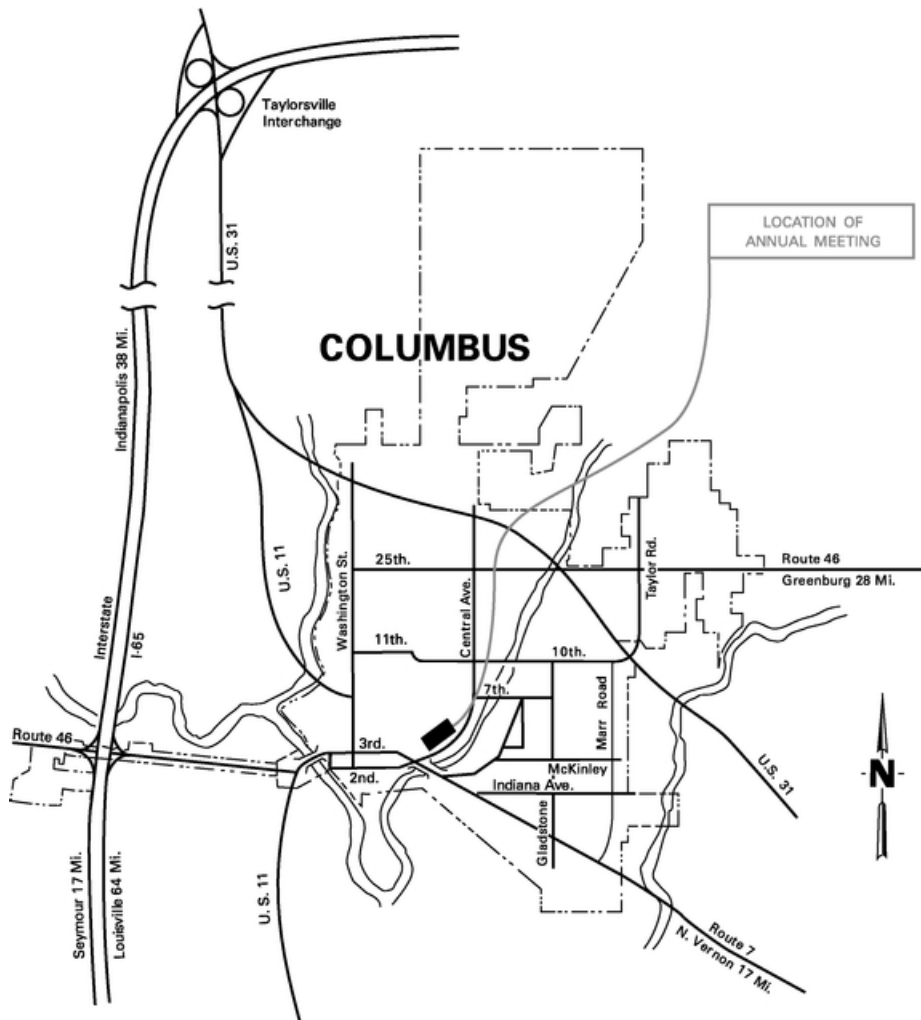 Taylorsville
Interchange
U.S. 31
LOCATION OF
ANNUAL MEETING
COLUMBUS
Indianapolis 38 Mi.
U.S. 11
Washington St.
25th.
Central Ave.
Taylor Rd.
Route 46
Greenburg 28 Mi.
Interstate
I-65
11th.
10th.
7th.
Marr Road
Route 46
3rd.
2nd.
McKinley
Indiana Ave.
U.S. 31
N
Gladstone
Seymour 17 Mi.
Louisville 64 Mi.
U.S. 11
Route 7
N. Vernon 17 Mi.